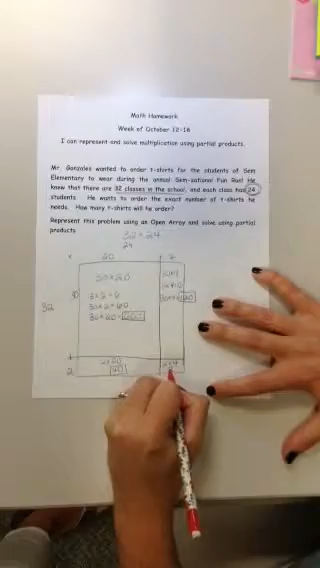 Math Homework
Week of October 12-16
I can represent and solve multiplication using partial products.
Mr. Gonzales wanted to order t-shirts for the students of Sem
Elementary to wear during the annual Gem-sational Fun Run! He
knew that there are 32 classes in the school, and each class has 24
students. He wants to order the exact number of t-shirts he
needs. How many t-shirts will he order?
Represent this problem using an Open Array and solve using partial
products
32 × 24
24
× 20
30×20
32
3×2=6
30×2=60
30×20=
2
2×20
40